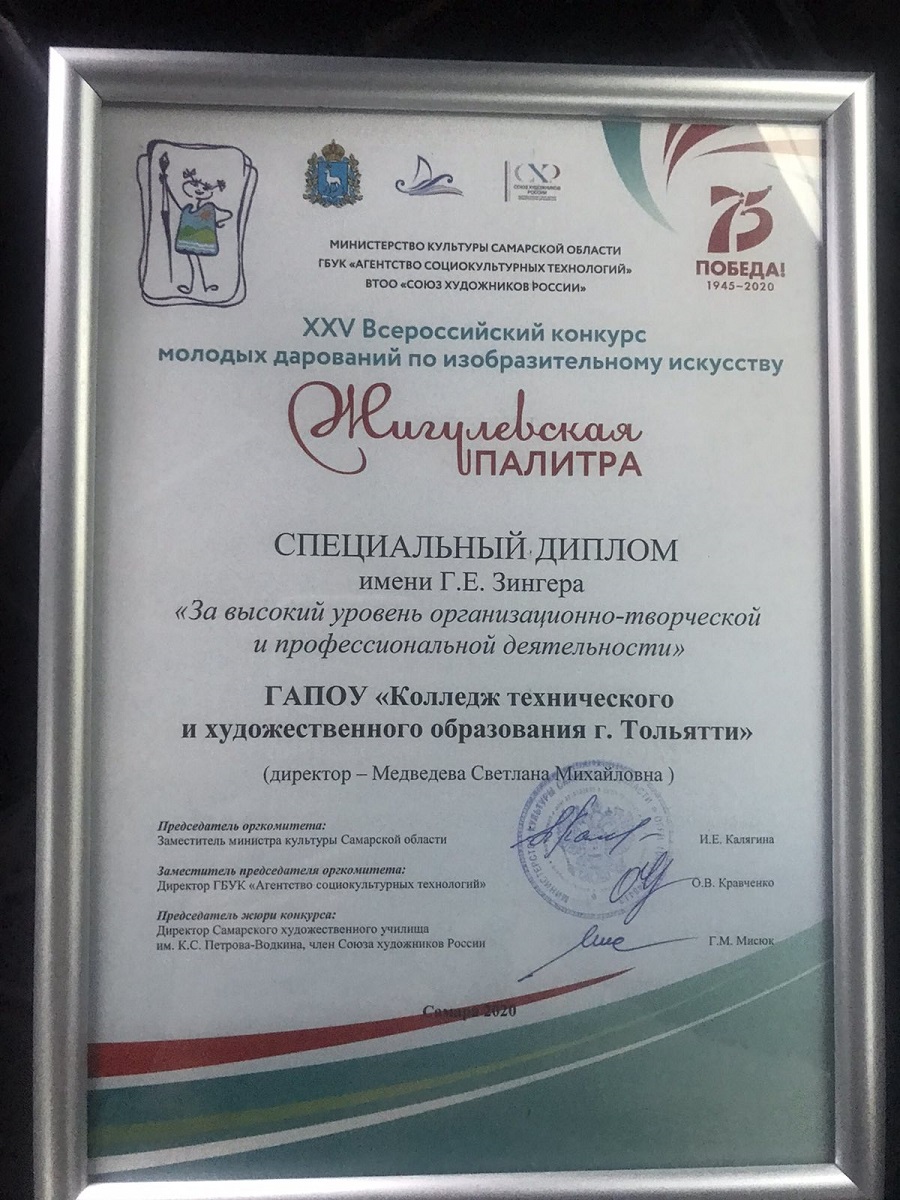 СОЮЗ ХУДОЖНИКОВ
РОССИИ
75
ПОБЕДА!
1945–2020
МИНИСТЕРСТВО КУЛЬТУРЫ САМАРСКОЙ ОБЛАСТИ
ГБУК «АГЕНТСТВО СОЦИОКУЛЬТУРНЫХ ТЕХНОЛОГИЙ»
ВТОО «СОЮЗ ХУДОЖНИКОВ РОССИИ»
XXV Всероссийский конкурс
молодых дарований по изобразительному искусству
Жигулевская
ПАЛИТРА
СПЕЦИАЛЬНЫЙ ДИПЛОМ
имени Г.Е. Зингера
«За высокий уровень организационно-творческой
и профессиональной деятельности»
ГАПОУ «Колледж технического
и художественного образования г. Тольятти»
(директор – Медведева Светлана Михайловна )
Председатель оргкомитета:
Заместитель министра культуры Самарской области
И.Е. Калягина
Заместитель председателя оргкомитета:
Директор ГБУК «Агентство социокультурных технологий»
О.В. Кравченко
Председатель жюри конкурса:
Директор Самарского художественного училища
им. К.С. Петрова-Водкина, член Союза художников России
Г.М. Мисюк
Самара 2020